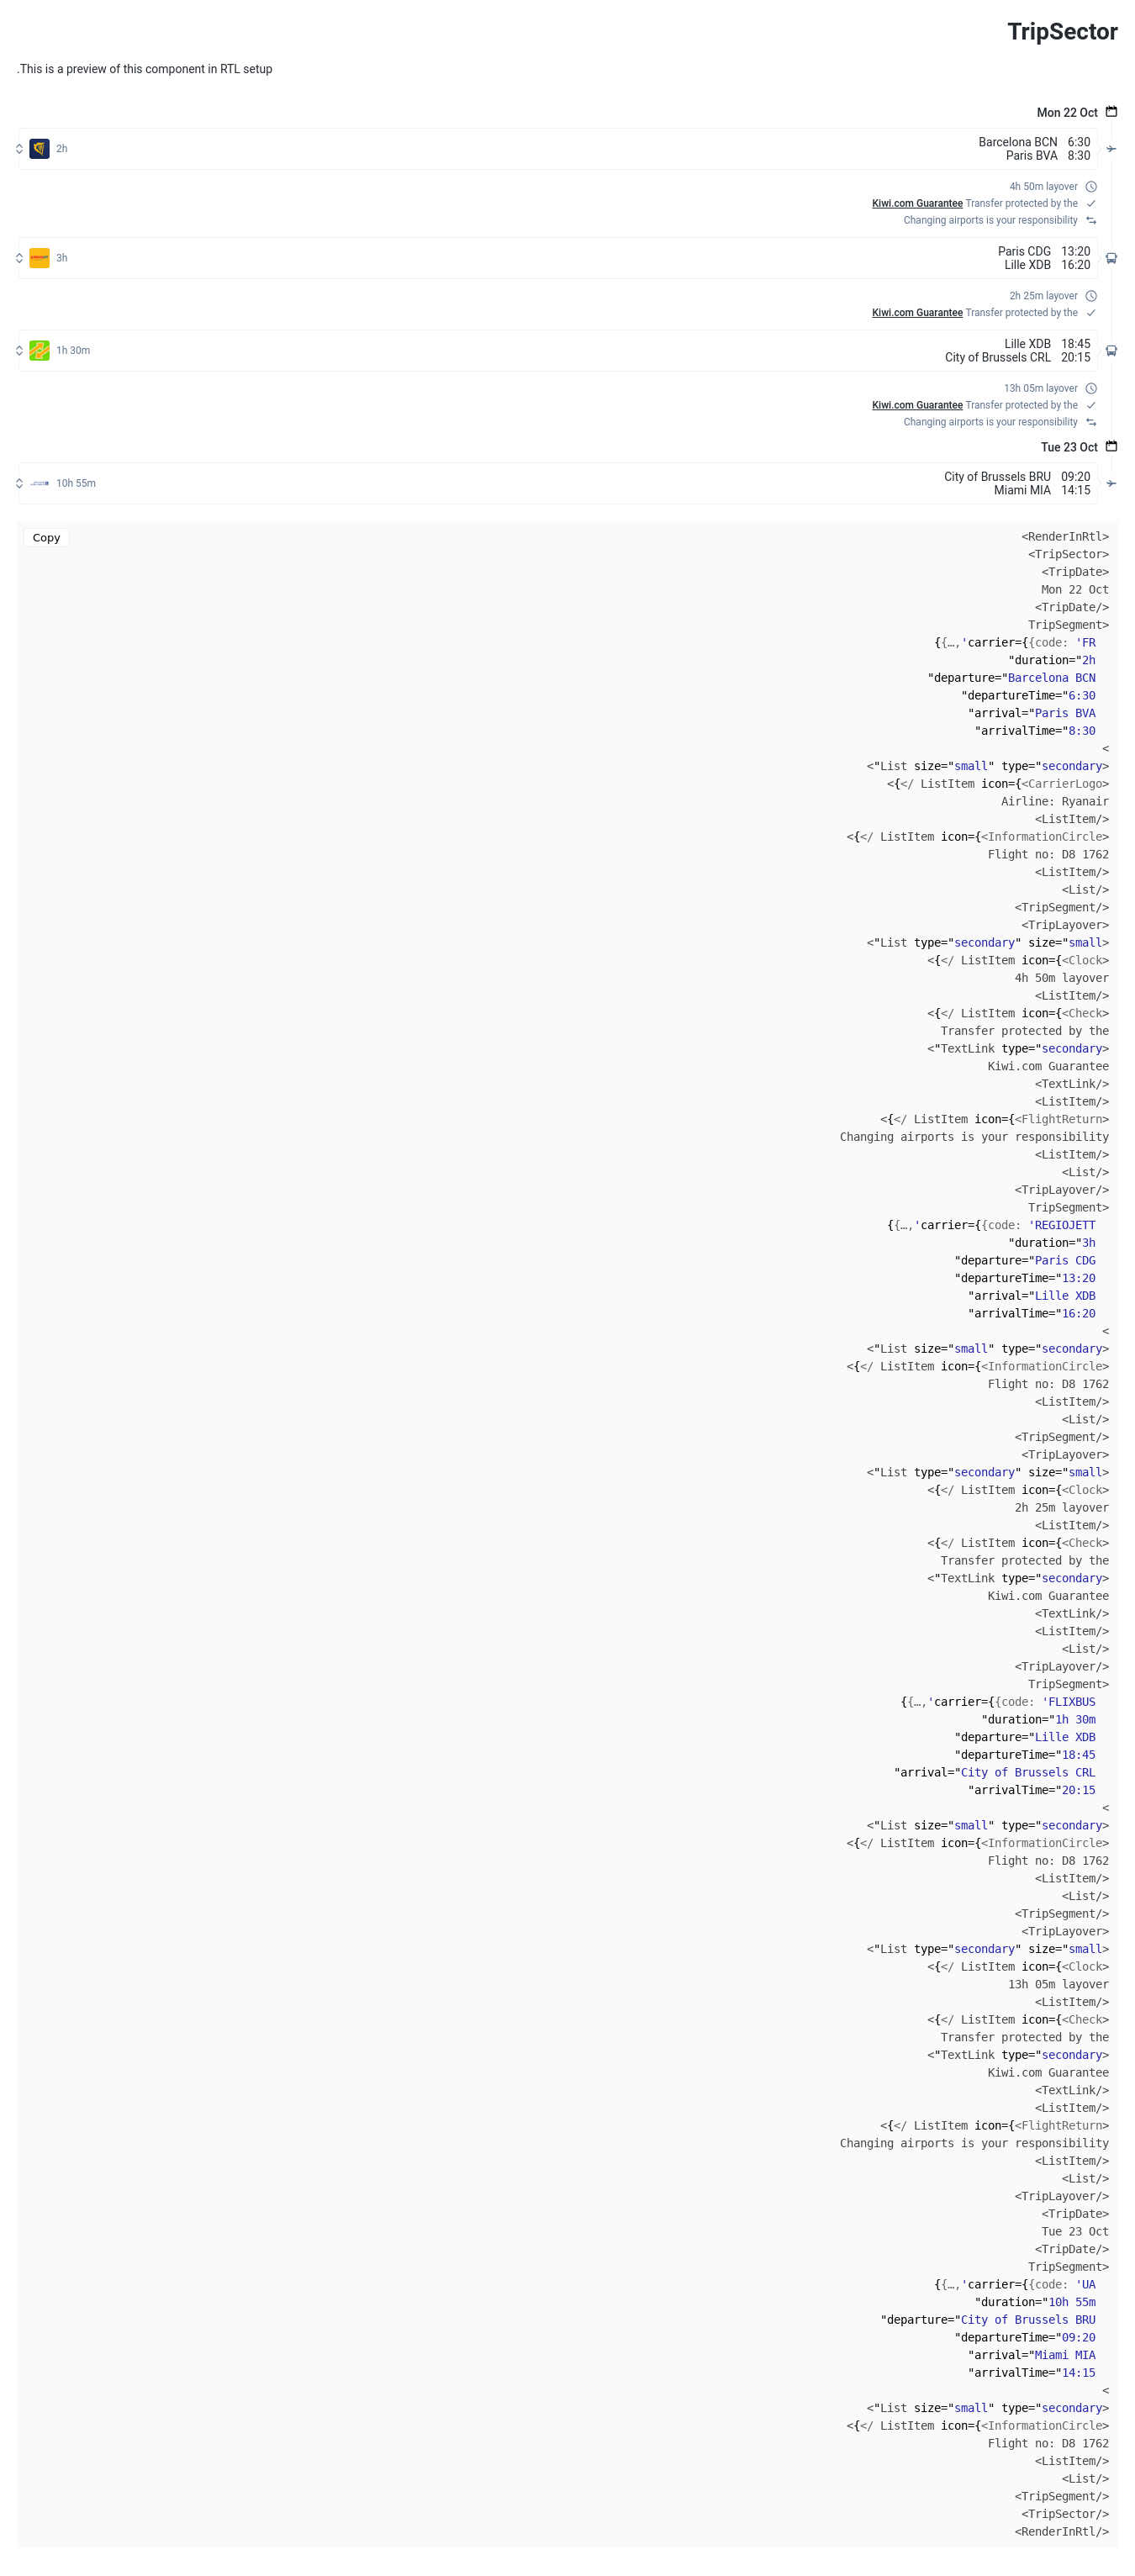 TripSector
.This is a preview of this component in RTL setup
Mon 22 Oct
Barcelona BCN 6:30
Paris BVA 8:30
2h
4h 50m layover
Kiwi.com Guarantee Transfer protected by the
Changing airports is your responsibility
Paris CDG 13:20
Lille XDB 16:20
3h
2h 25m layover
Kiwi.com Guarantee Transfer protected by the
Lille XDB 18:45
City of Brussels CRL 20:15
1h 30m
13h 05m layover
Kiwi.com Guarantee Transfer protected by the
Changing airports is your responsibility
Tue 23 Oct
City of Brussels BRU 09:20
Miami MIA 14:15
10h 55m
Copy
<RenderInRtl>
<TripSector>
<TripDate>
Mon 22 Oct
<TripDate/>
TripSegment>
{{…,'carrier={{code: 'FR
"duration="2h
"departure="Barcelona BCN
"departureTime="6:30
"arrival="Paris BVA
"arrivalTime="8:30
<
<"List size="small" type="secondary>
<{</ ListItem icon={<CarrierLogo>
Airline: Ryanair
<ListItem/>
<{</ ListItem icon={<InformationCircle>
Flight no: D8 1762
<ListItem/>
<List/>
<TripSegment/>
<TripLayover>
<"List type="secondary" size="small>
<{</ ListItem icon={<Clock>
4h 50m layover
<ListItem/>
<{</ ListItem icon={<Check>
Transfer protected by the
<"TextLink type="secondary>
Kiwi.com Guarantee
<TextLink/>
<ListItem/>
<{</ ListItem icon={<FlightReturn>
Changing airports is your responsibility
<ListItem/>
<List/>
<TripLayover/>
TripSegment>
{{…,'carrier={{code: 'REGIOJETT
"duration="3h
"departure="Paris CDG
"departureTime="13:20
"arrival="Lille XDB
"arrivalTime="16:20
<
<"List size="small" type="secondary>
<{</ ListItem icon={<InformationCircle>
Flight no: D8 1762
<ListItem/>
<List/>
<TripSegment/>
<TripLayover>
<"List type="secondary" size="small>
<{</ ListItem icon={<Clock>
2h 25m layover
<ListItem/>
<{</ ListItem icon={<Check>
Transfer protected by the
<"TextLink type="secondary>
Kiwi.com Guarantee
<TextLink/>
<ListItem/>
<List/>
<TripLayover/>
TripSegment>
{{…,'carrier={{code: 'FLIXBUS
"duration="1h 30m
"departure="Lille XDB
"departureTime="18:45
"arrival="City of Brussels CRL
"arrivalTime="20:15
<
<"List size="small" type="secondary>
<{</ ListItem icon={<InformationCircle>
Flight no: D8 1762
<ListItem/>
<List/>
<TripSegment/>
<TripLayover>
<"List type="secondary" size="small>
<{</ ListItem icon={<Clock>
13h 05m layover
<ListItem/>
<{</ ListItem icon={<Check>
Transfer protected by the
<"TextLink type="secondary>
Kiwi.com Guarantee
<TextLink/>
<ListItem/>
<{</ ListItem icon={<FlightReturn>
Changing airports is your responsibility
<ListItem/>
<List/>
<TripLayover/>
<TripDate>
Tue 23 Oct
<TripDate/>
TripSegment>
{{…,'carrier={{code: 'UA
"duration="10h 55m
"departure="City of Brussels BRU
"departureTime="09:20
"arrival="Miami MIA
"arrivalTime="14:15
<
<"List size="small" type="secondary>
<{</ ListItem icon={<InformationCircle>
Flight no: D8 1762
<ListItem/>
<List/>
<TripSegment/>
<TripSector/>
<RenderInRtl/>